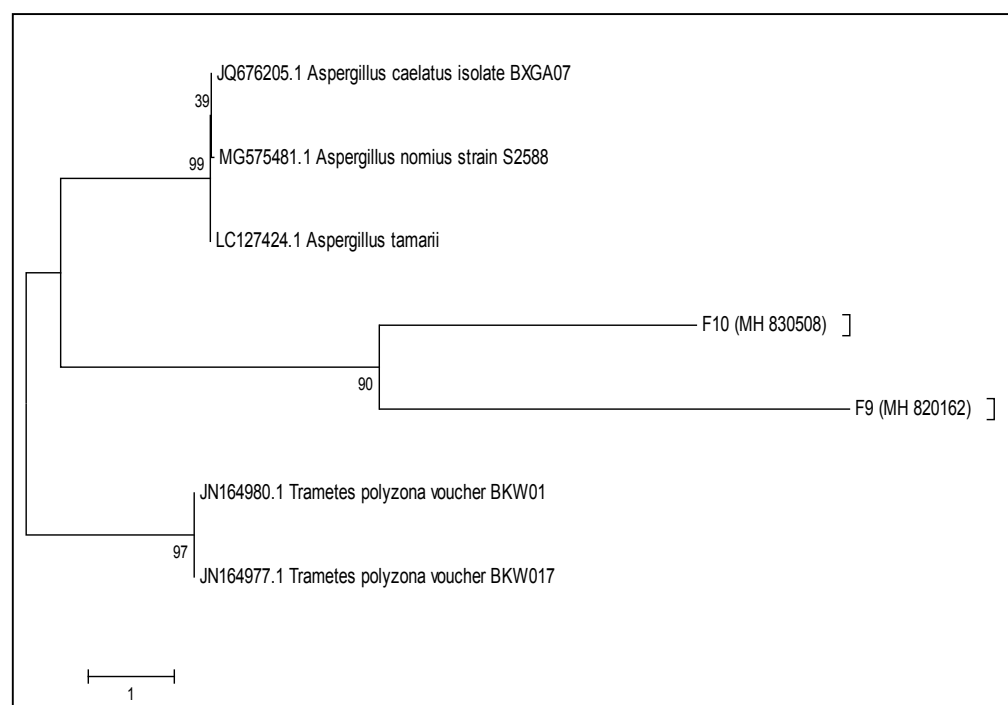 JQ676205.1 Aspergillus caelatus isolate BXGA07
39
MG575481.1 Aspergillus nomius strain S2588
99
LC127424.1 Aspergillus tamarii
F10 (MH 830508)
90
F9 (MH 820162)
JN164980.1 Trametes polyzona voucher BKW01
97
JN164977.1 Trametes polyzona voucher BKW017
1